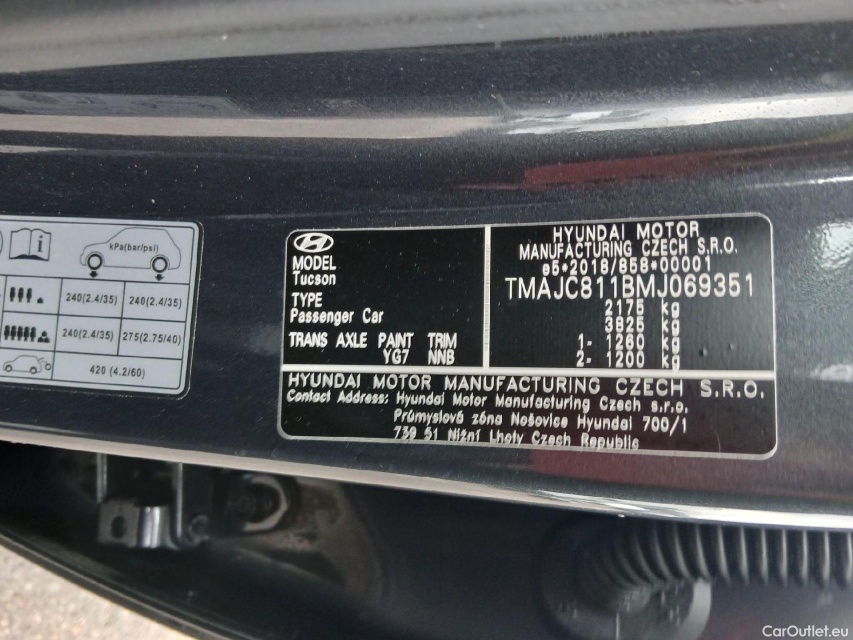 kPa(bar/psi)
240(2.4/35) 240(2.4/35)
240(2.4/35) 275(2.75/40)
420 (4.2/60)
MODEL
Tucson
TYPE
Passenger Car
TRANS AXLE PAINT TRIM
YG7 NNB
HYUNDAI MOTOR
MANUFACTURING CZECH S.R.O.
e5*2018/858*00001
TMAJC811BMJ069351
2175 kg
3825 kg
1- 1260 kg
2- 1200 kg
HYUNDAI MOTOR MANUFACTURING CZECH S.R.O.
Contact Address: Hyundai Motor Manufacturing Czech s.r.o.
Průmyslová zóna Nošovice Hyundai 700/1
739 51 Nižní Lhoty Czech Republic
CarOutlet.eu